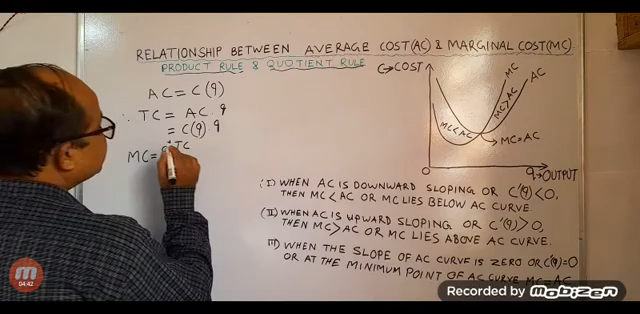 RELATIONSHIP BETWEEN AVERAGE COST(AC) & MARGINAL COST(MC)
PRODUCT RULE & QUOTIENT RULE
AC = C(q)
∴ TC = AC. q
= C(q) q
MC = dTC
C→COST
MC
AC
MC<AC
MC>AC
MC=AC
O
q→OUTPUT
(I) WHEN AC IS DOWNWARD SLOPING OR C'(q)<0,
THEN MC<AC OR MC LIES BELOW AC CURVE.
(II) WHEN AC IS UPWARD SLOPING OR C'(q)>0,
THEN MC>AC OR MC LIES ABOVE AC CURVE.
III) WHEN THE SLOPE OF AC CURVE IS ZERO OR C'(q)=0
OR AT THE MINIMUM POINT OF AC CURVE MC=AC
M
04:42
Recorded by
Mobizen